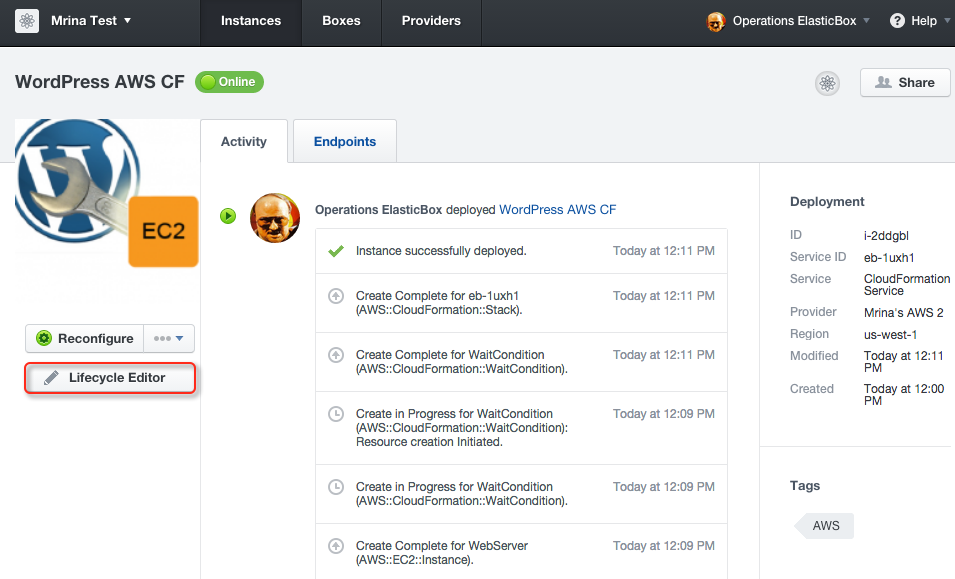 Mrina Test
Instances
Boxes
Providers
Operations ElasticBox
? Help
WordPress AWS CF
Online
Share
W
EC2
Reconfigure
Lifecycle Editor
Activity
Endpoints
Operations ElasticBox deployed WordPress AWS CF
Instance successfully deployed. Today at 12:11 PM
Create Complete for eb-1uxh1 Today at 12:11 PM
(AWS::CloudFormation::Stack).
Create Complete for WaitCondition Today at 12:11 PM
(AWS::CloudFormation::WaitCondition).
Create in Progress for WaitCondition Today at 12:09 PM
(AWS::CloudFormation::WaitCondition):
Resource creation Initiated.
Create in Progress for WaitCondition Today at 12:09 PM
(AWS::CloudFormation::WaitCondition).
Create Complete for WebServer Today at 12:09 PM
(AWS::EC2::Instance).
Deployment
ID i-2ddgbl
Service ID eb-1uxh1
Service CloudFormation
Service
Provider Mrina's AWS 2
Region us-west-1
Modified Today at 12:11
PM
Created Today at 12:00
PM
Tags
AWS